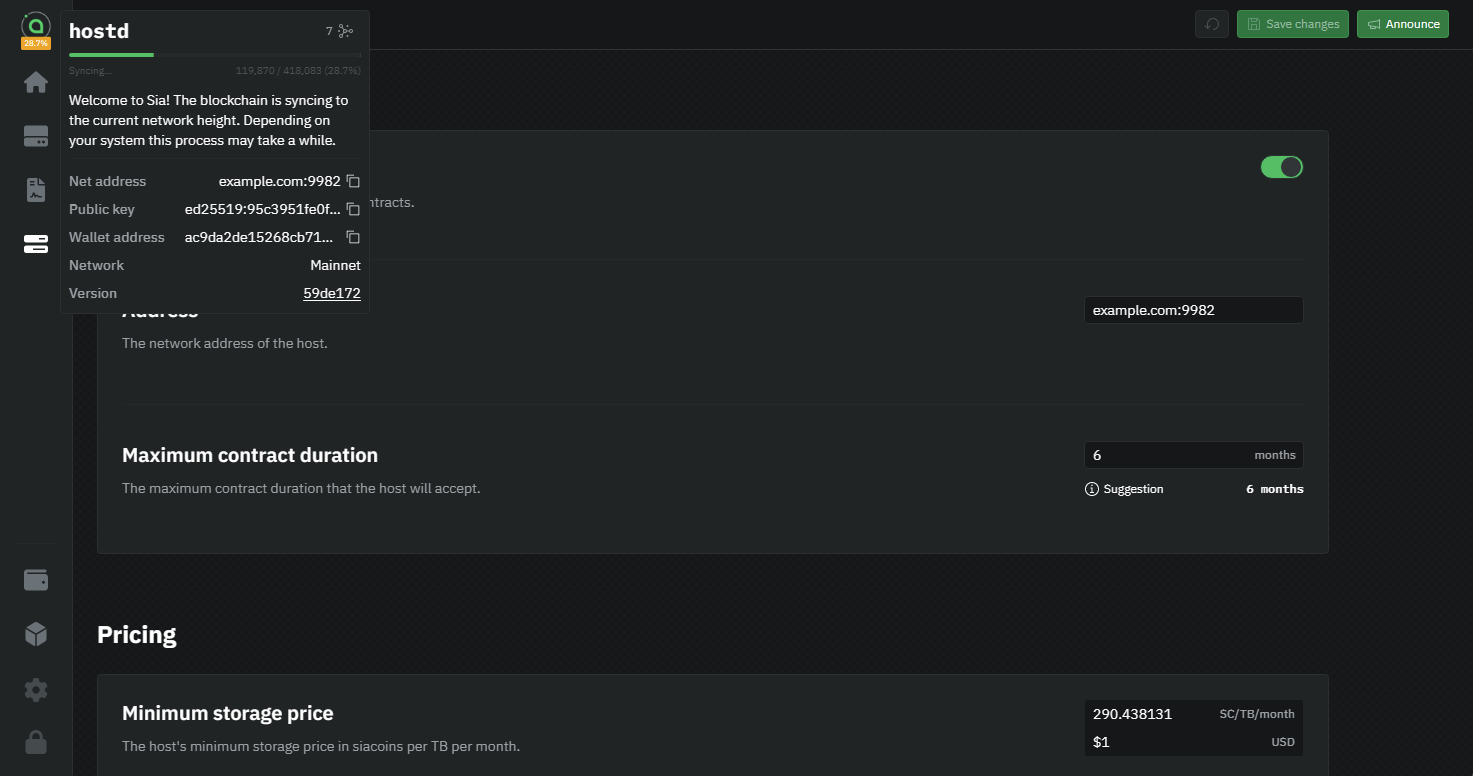 28.7%
hostd
7
Syncing...
119,870 / 418,083 (28.7%)
Welcome to Sia! The blockchain is syncing to
the current network height. Depending on
your system this process may take a while.
Net address
example.com:9982
Public key
ed25519:95c3951fe0f...
Wallet address
ac9da2de15268cb71...
Network
Mainnet
Version
59de172
Save changes
Announce
ntracts.
Address
example.com:9982
The network address of the host.
Maximum contract duration
6 months
The maximum contract duration that the host will accept.
Suggestion
6 months
Pricing
Minimum storage price
290.438131 SC/TB/month
The host's minimum storage price in siacoins per TB per month.
$1 USD